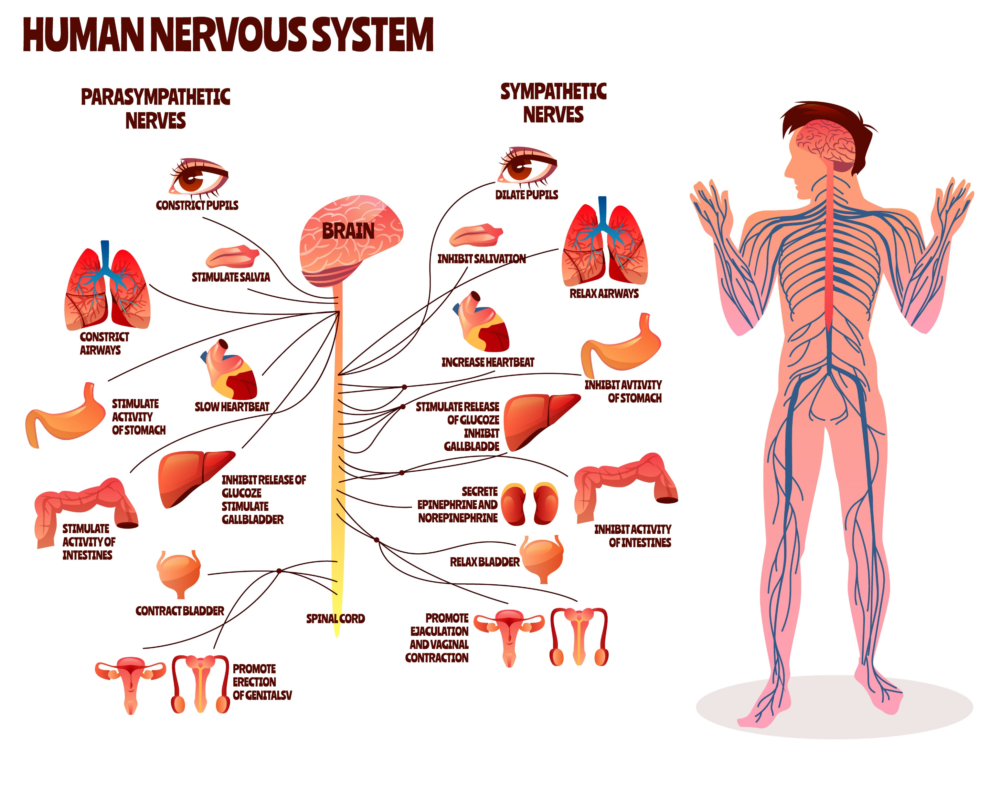 HUMAN NERVOUS SYSTEM
PARASYMPATHETIC
NERVES
CONSTRICT PUPILS
STIMULATE SALVIA
CONSTRICT
AIRWAYS
SLOW HEARTBEAT
STIMULATE
ACTIVITY
OF STOMACH
INHIBIT RELEASE OF
GLUCOZE
STIMULATE
GALLBLADDER
STIMULATE
ACTIVITY OF
INTESTINES
CONTRACT BLADDER
PROMOTE
ERECTION
OF GENITALSV
BRAIN
SPINAL CORD
SYMPATHETIC
NERVES
DILATE PUPILS
INHIBIT SALIVATION
RELAX AIRWAYS
INCREASE HEARTBEAT
INHIBIT AVTIVITY
OF STOMACH
STIMULATE RELEASE
OF GLUCOZE
INHIBIT
GALLBLADDE
SECRETE
EPINEPHRINE AND
NOREPINEPHRINE
INHIBIT ACTIVITY
OF INTESTINES
RELAX BLADDER
PROMOTE
EJACULATION
AND VAGINAL
CONTRACTION